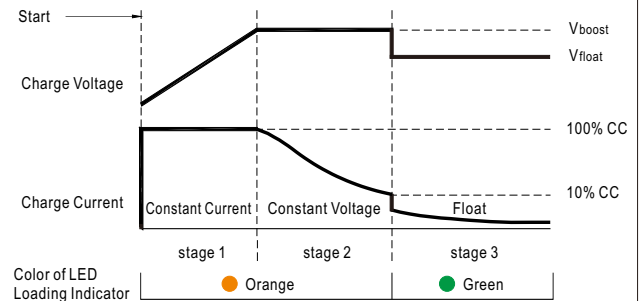 Start
Vboost
Vfloat
Charge Voltage
100% CC
10% CC
Charge Current
Constant Current
Constant Voltage
Float
stage 1
stage 2
stage 3
Color of LED
Loading Indicator
Orange
Green